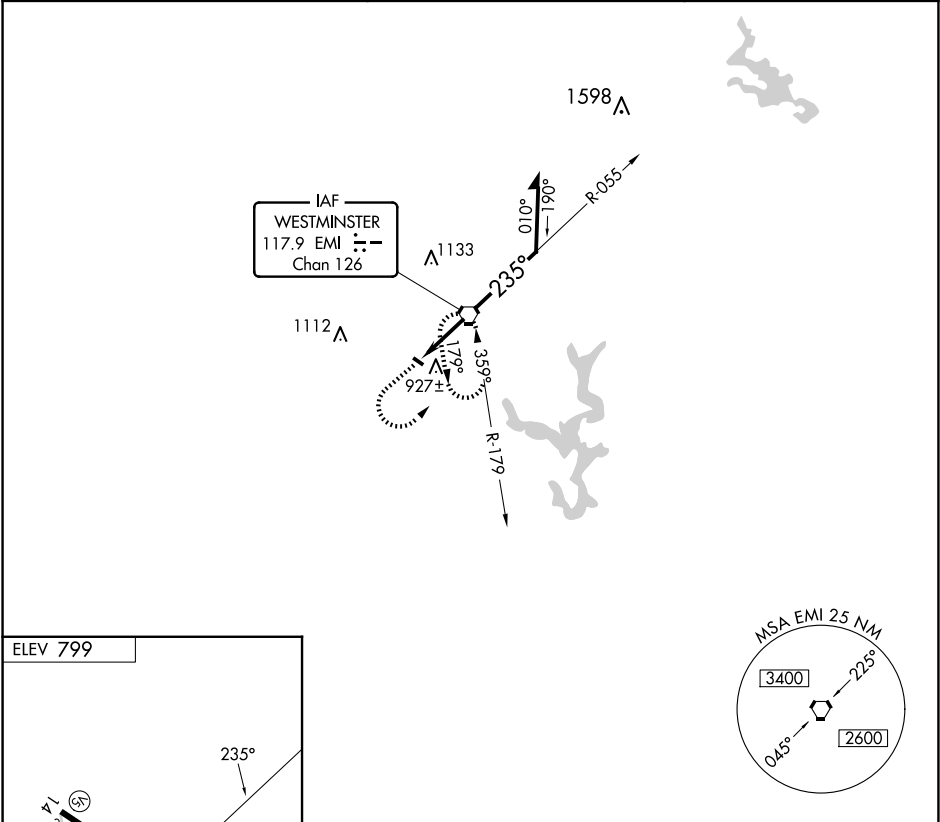 1598
R-055
010°
190°
IAF
WESTMINSTER
117.9 EMI
Chan 126
1133
235°
1112
179°
359°
927±
R-179
MSA EMI 25 NM
3400
225°
045°
2600
ELEV 799
235°
V5
14